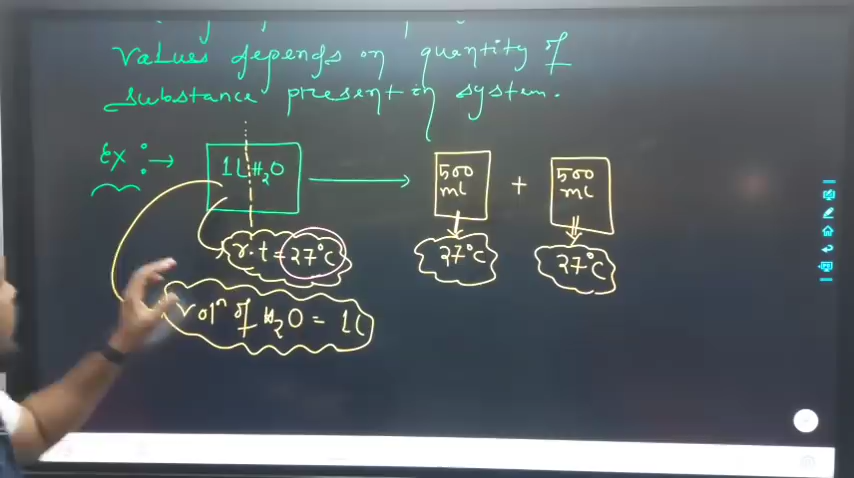 values depends on quantity of
substance present in system.
Ex :→ 1L H₂O → 500 ml + 500 ml
r.t = 27°C 27°C 27°C
volⁿ of H₂O = 1L